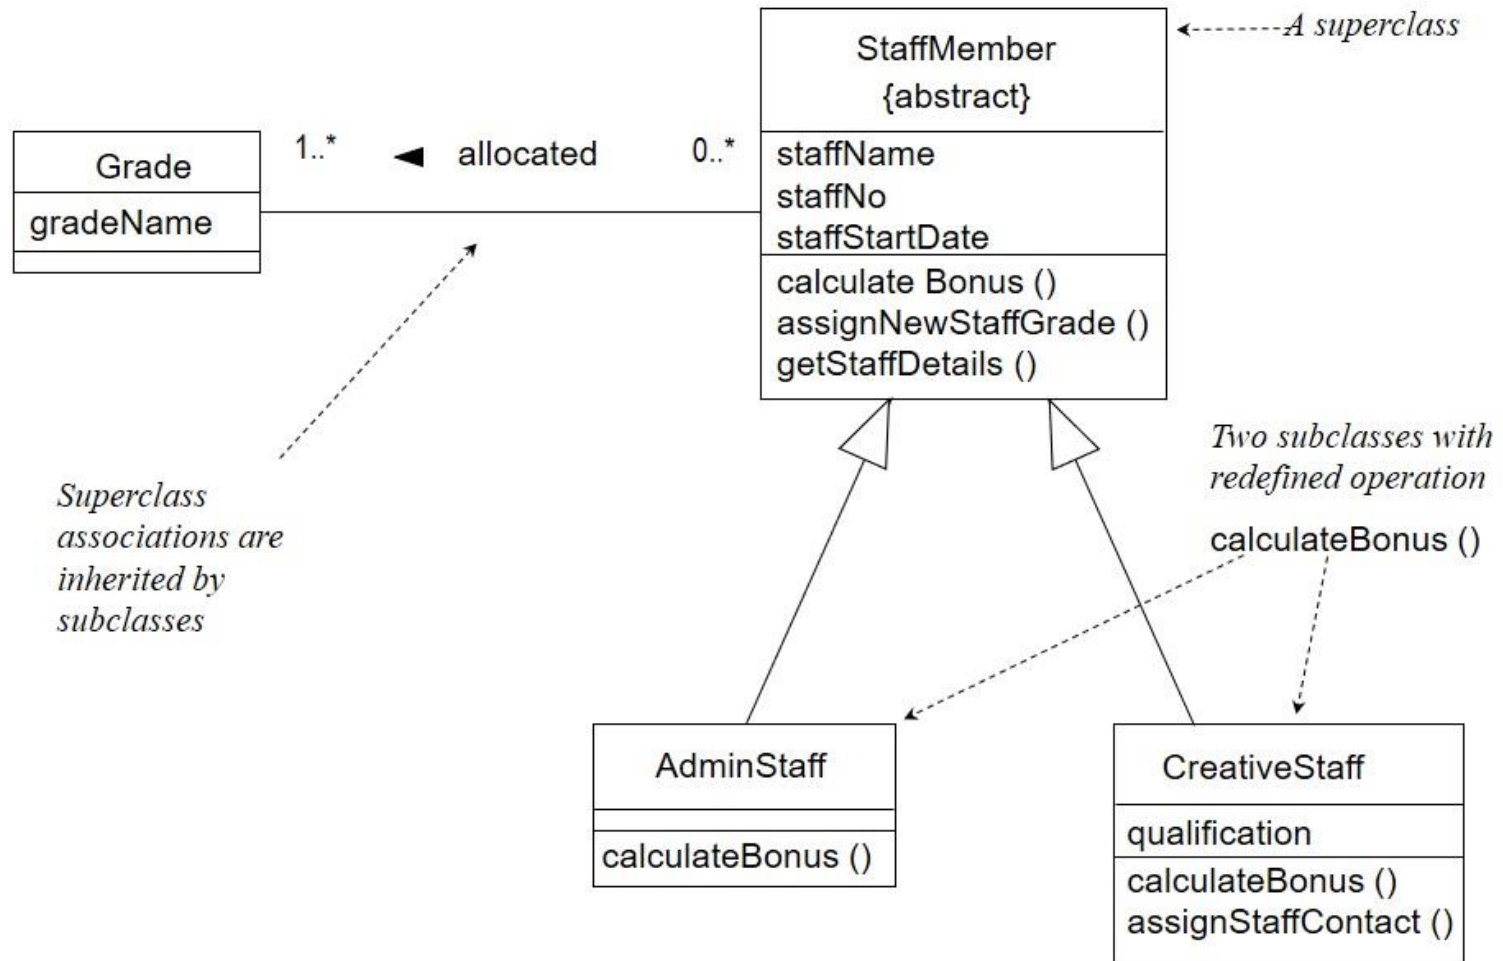 A superclass
StaffMember
{abstract}
staffName
staffNo
staffStartDate
calculate Bonus ()
assignNewStaffGrade ()
getStaffDetails ()
1..*
allocated
0..*
Grade
gradeName
Superclass
associations are
inherited by
subclasses
Two subclasses with
redefined operation
calculateBonus ()
AdminStaff
calculateBonus ()
CreativeStaff
qualification
calculateBonus ()
assignStaffContact ()